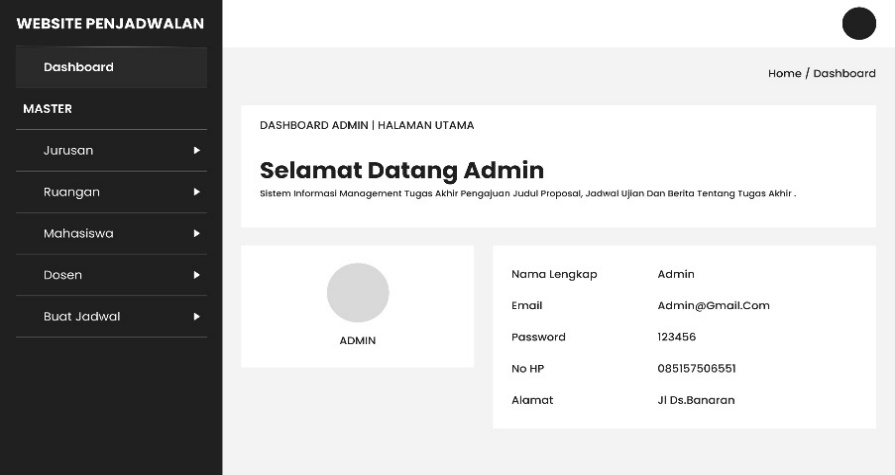 WEBSITE PENJADWALAN
Dashboard
MASTER
Jurusan
Ruangan
Mahasiswa
Dosen
Buat Jadwal
Home / Dashboard
DASHBOARD ADMIN | HALAMAN UTAMA
Selamat Datang Admin
Sistem Informasi Management Tugas Akhir Pengajuan Judul Proposal, Jadwal Ujian Dan Berita Tentang Tugas Akhir .
ADMIN
Nama Lengkap Admin
Email Admin@Gmail.Com
Password 123456
No HP 085157506551
Alamat Jl Ds.Banaran